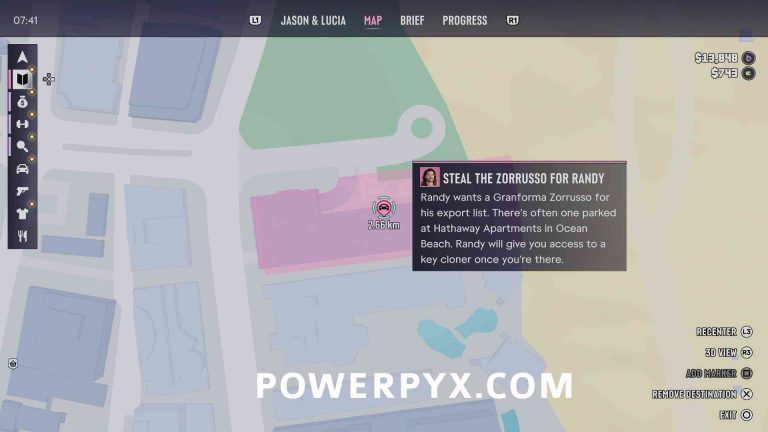 07:41
L1 JASON & LUCIA MAP BRIEF PROGRESS R1
$13,848
$743
STEAL THE ZORRUSSO FOR RANDY
Randy wants a Granforma Zorrusso for
his export list. There's often one parked
at Hathaway Apartments in Ocean
Beach. Randy will give you access to a
key cloner once you're there.
2.66 km
RECENTER L3
3D VIEW R3
ADD MARKER
REMOVE DESTINATION
EXIT
POWERPYX.COM